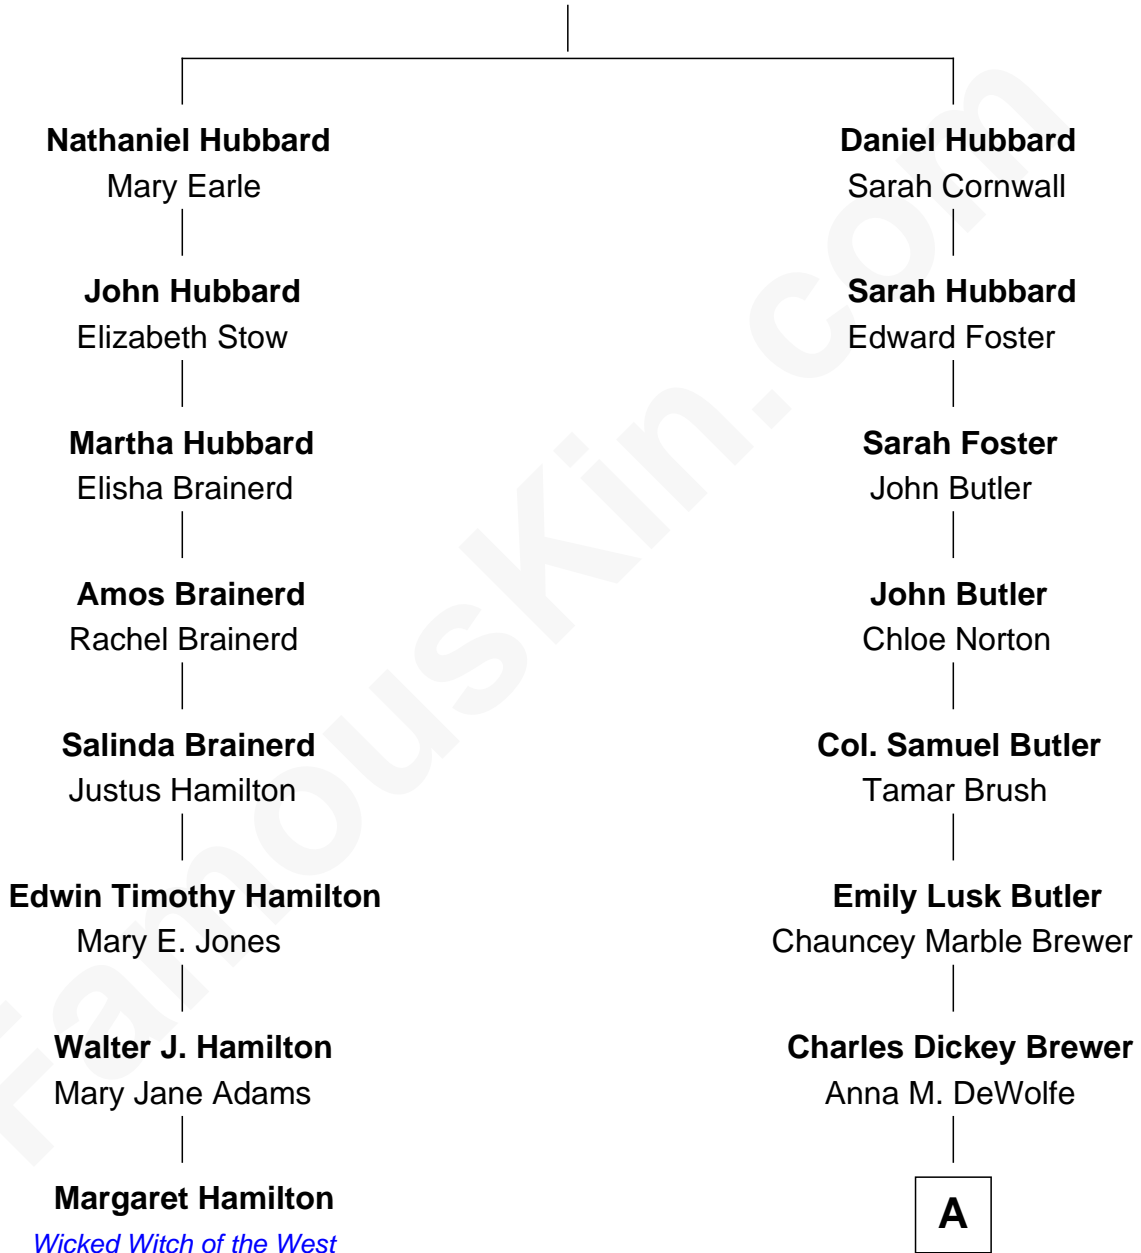 Nathaniel Hubbard
Mary Earle
John Hubbard
Elizabeth Stow
Martha Hubbard
Elisha Brainerd
Amos Brainerd
Rachel Brainerd
Salinda Brainerd
Justus Hamilton
Edwin Timothy Hamilton
Mary E. Jones
Walter J. Hamilton
Mary Jane Adams
Margaret Hamilton
Wicked Witch of the West
Daniel Hubbard
Sarah Cornwall
Sarah Hubbard
Edward Foster
Sarah Foster
John Butler
John Butler
Chloe Norton
Col. Samuel Butler
Tamar Brush
Emily Lusk Butler
Chauncey Marble Brewer
Charles Dickey Brewer
Anna M. DeWolfe
A
FamousKin.com